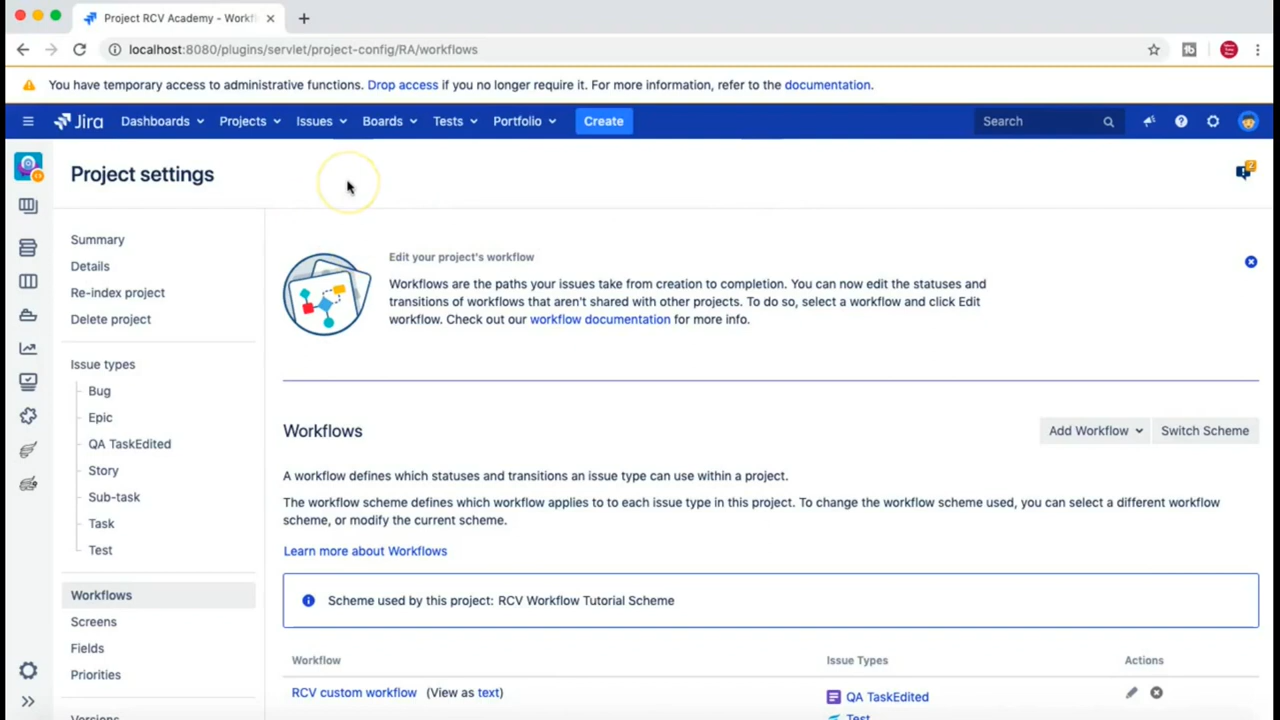 Project RCV Academy - Workfl
localhost:8080/plugins/servlet/project-config/RA/workflows
You have temporary access to administrative functions. Drop access if you no longer require it. For more information, refer to the documentation.
Jira Dashboards Projects Issues Boards Tests Portfolio Create Search
Project settings
Summary
Details
Re-index project
Delete project
Issue types
Bug
Epic
QA TaskEdited
Story
Sub-task
Task
Test
Workflows
Screens
Fields
Priorities
Versions
Edit your project's workflow
Workflows are the paths your issues take from creation to completion. You can now edit the statuses and
transitions of workflows that aren't shared with other projects. To do so, select a workflow and click Edit
workflow. Check out our workflow documentation for more info.
Workflows
Add Workflow Switch Scheme
A workflow defines which statuses and transitions an issue type can use within a project.
The workflow scheme defines which workflow applies to to each issue type in this project. To change the workflow scheme used, you can select a different workflow
scheme, or modify the current scheme.
Learn more about Workflows
Scheme used by this project: RCV Workflow Tutorial Scheme
Workflow Issue Types Actions
RCV custom workflow (View as text) QA TaskEdited
Test